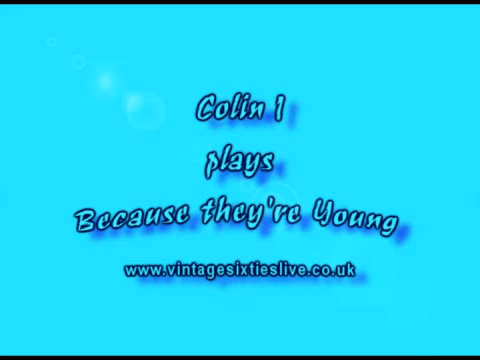 Colin 1
plays
Because they're Young
www.vintagesixtieslive.co.uk